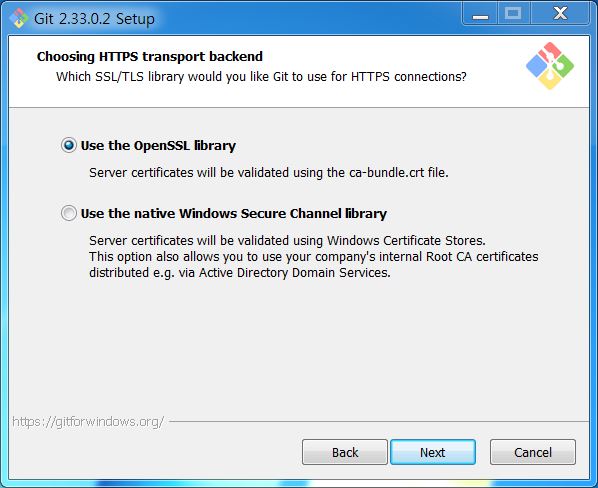 Git 2.33.0.2 Setup
Choosing HTTPS transport backend
Which SSL/TLS library would you like Git to use for HTTPS connections?
Use the OpenSSL library
Server certificates will be validated using the ca-bundle.crt file.
Use the native Windows Secure Channel library
Server certificates will be validated using Windows Certificate Stores.
This option also allows you to use your company's internal Root CA certificates
distributed e.g. via Active Directory Domain Services.
https://gitforwindows.org/
Back Next Cancel